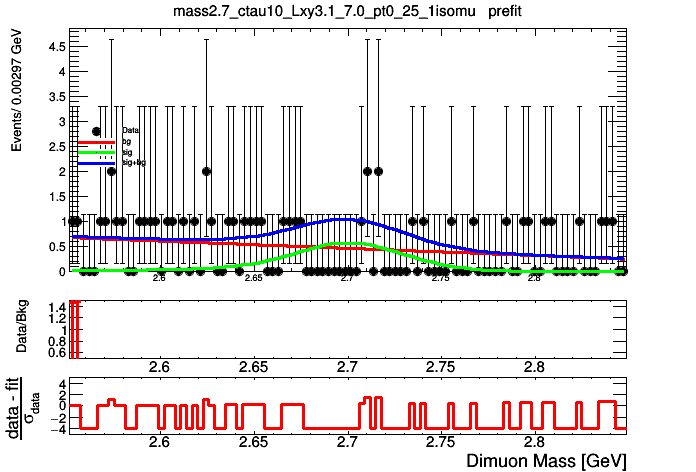 mass2.7_ctau10_Lxy3.1_7.0_pt0_25_1isomu prefit
Events/ 0.00297 GeV
4.5
4
3.5
3
2.5
2
1.5
1
0.5
0
Data
bg
sig
sig+bg
2.6 2.65 2.7 2.75 2.8
Data/Bkg
1.4
1.2
1
0.8
0.6
2.6 2.65 2.7 2.75 2.8
data - fit
σdata
4
2
0
−2
−4
2.6 2.65 2.7 2.75 2.8
Dimuon Mass [GeV]